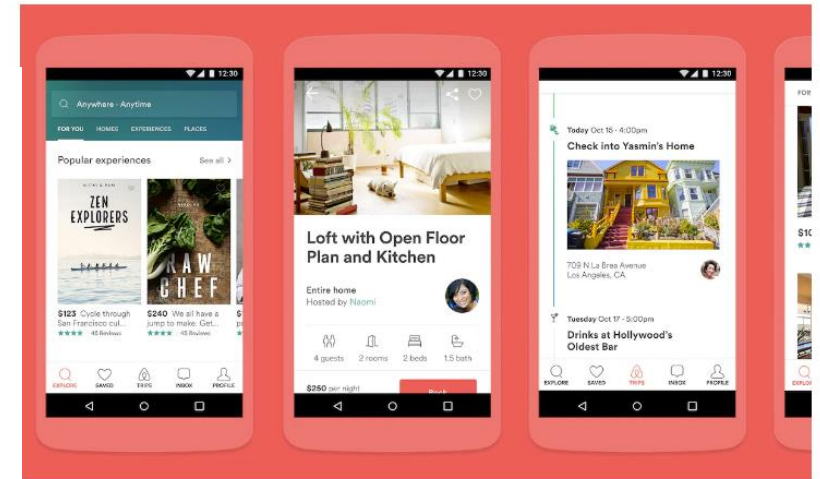 12:30
Anywhere · Anytime
FOR YOU HOMES EXPERIENCES PLACES
Popular experiences See all >
ZEN
EXPLORERS
RAW
CHEF
$123 Cycle through
San Francisco cul...
45 Reviews
$240 We all have a
jump to make. Get...
45 Reviews
$
EXPLORE SAVED TRIPS INBOX PROFILE
12:30
Loft with Open Floor
Plan and Kitchen
Entire home
Hosted by Naomi
4 guests 2 rooms 2 beds 1.5 bath
$250 per night
Book
12:30
Today Oct 15 · 4:00pm
Check into Yasmin's Home
709 N La Brea Avenue
Los Angeles, CA
Tuesday Oct 17 · 5:00pm
Drinks at Hollywood's
Oldest Bar
EXPLORE SAVED TRIPS INBOX PROFILE
FOR
$10